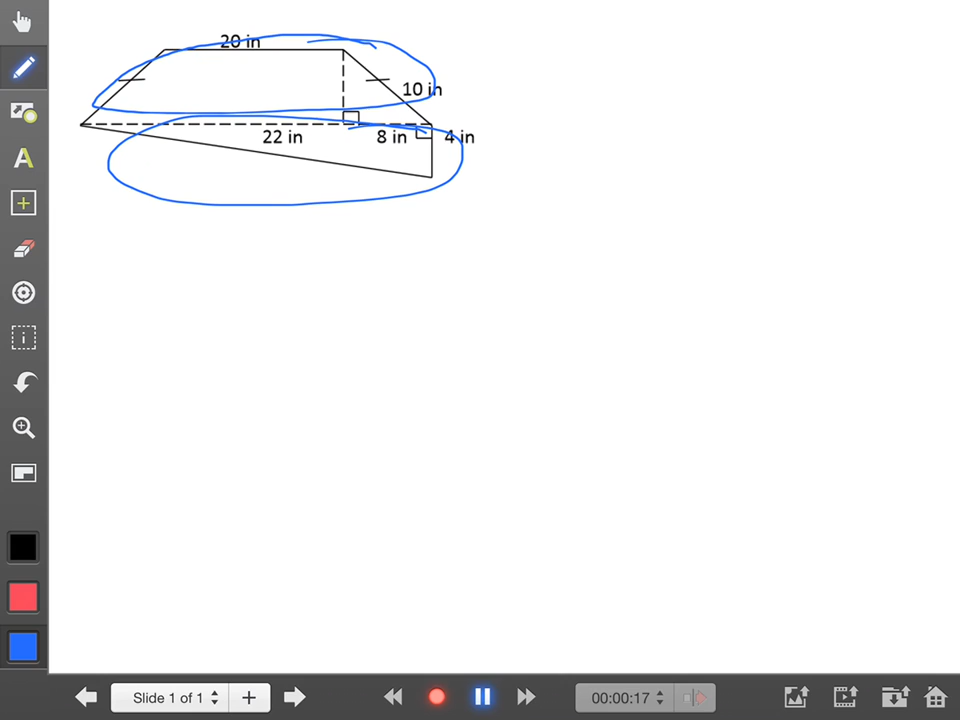 20 in
10 in
22 in
8 in
4 in
A
i
Slide 1 of 1
00:00:17